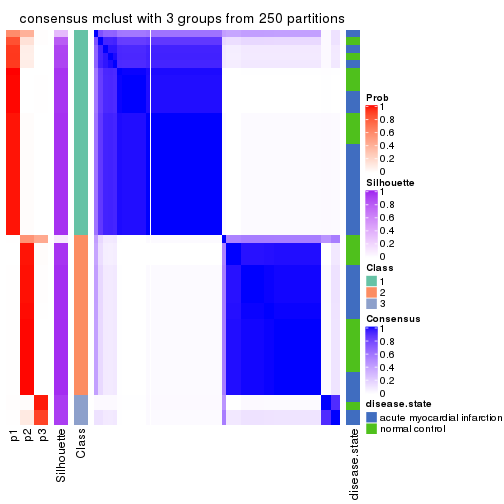 consensus mclust with 3 groups from 250 partitions
Prob
1
0.8
0.6
0.4
0.2
0
Silhouette
1
0.8
0.6
0.4
0.2
0
Class
1
2
3
Consensus
1
0.8
0.6
0.4
0.2
0
disease.state
acute myocardial infarction
normal control
p1
p2
p3
Silhouette
Class
disease.state